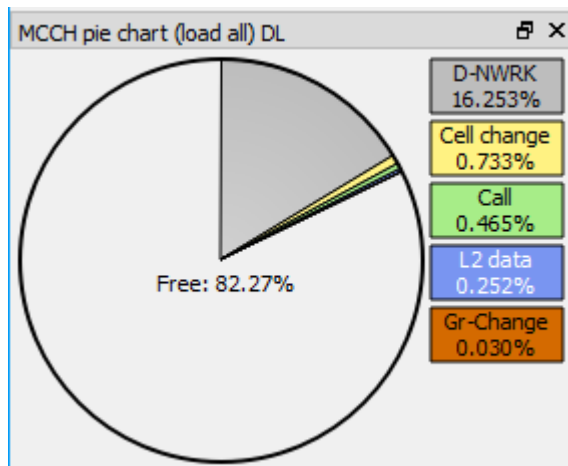 MCCH pie chart (load all) DL
D-NWRK
16.253%
Cell change
0.733%
Call
0.465%
L2 data
0.252%
Gr-Change
0.030%
Free: 82.27%